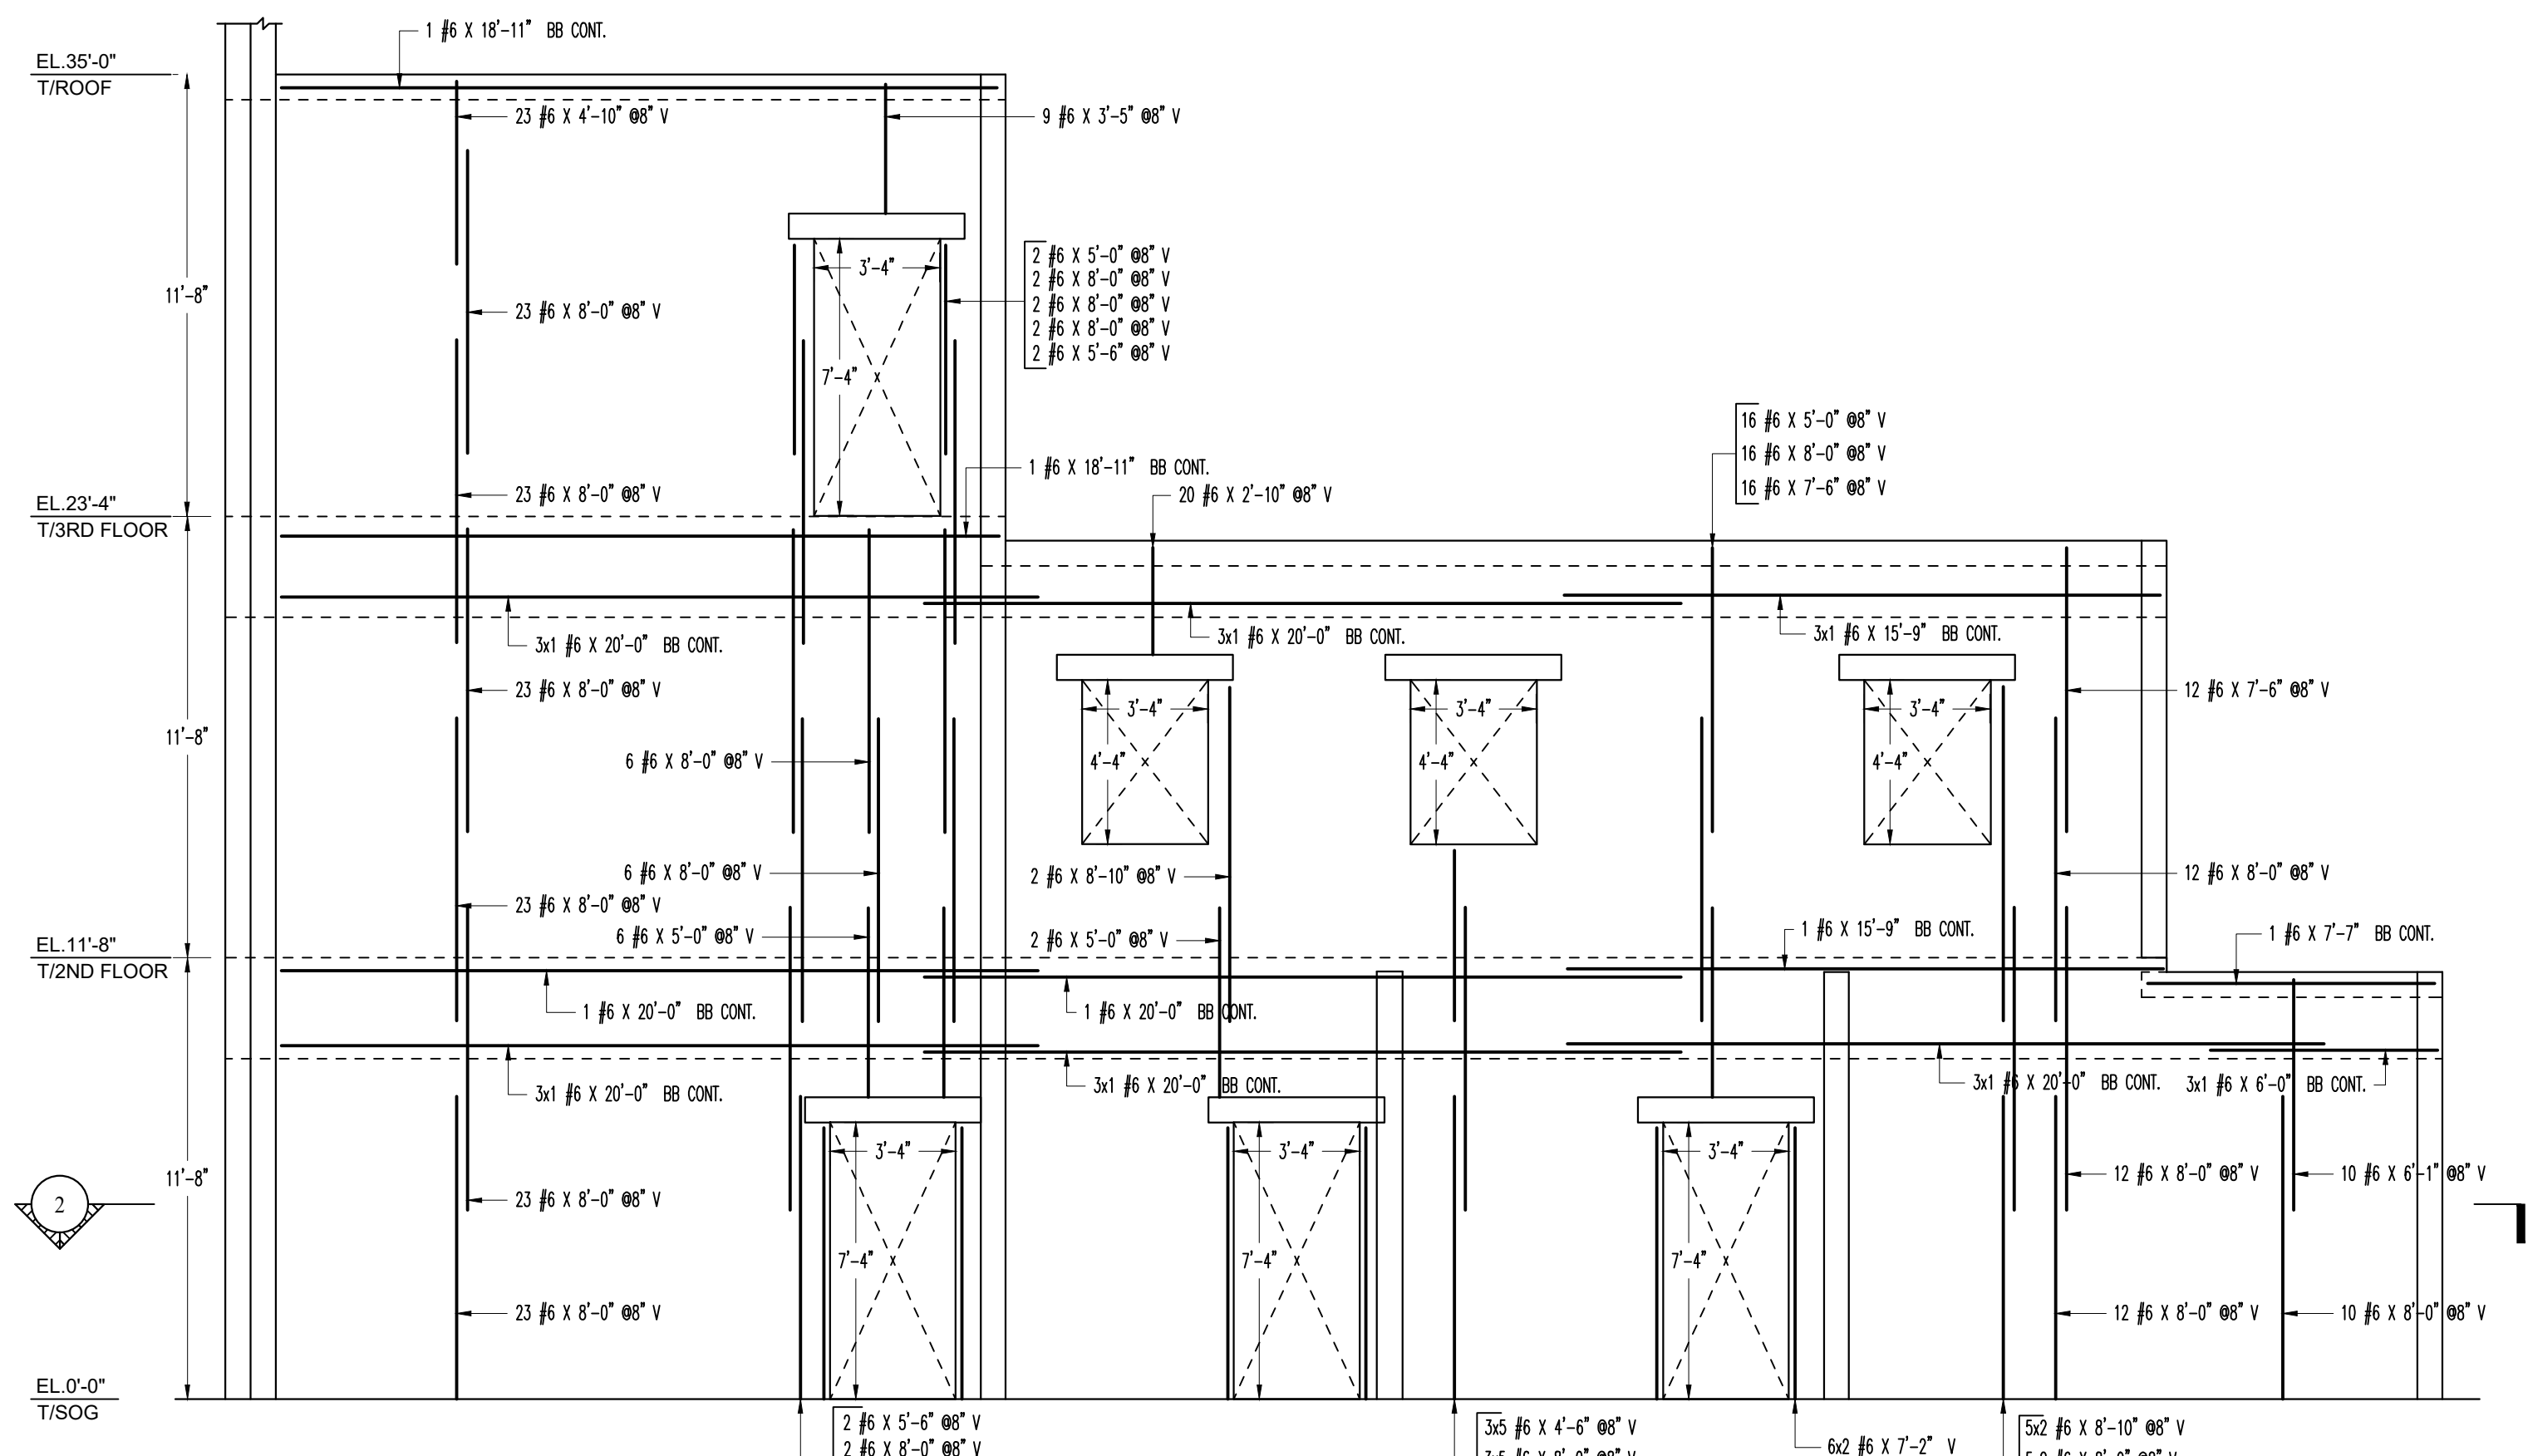 1 #6 X 18'-11" BB CONT.
EL.35'-0"
T/ROOF
23 #6 X 4'-10" @8" V
9 #6 X 3'-5" @8" V
2 #6 X 5'-0" @8" V
2 #6 X 8'-0" @8" V
2 #6 X 8'-0" @8" V
2 #6 X 8'-0" @8" V
2 #6 X 5'-6" @8" V
3'-4"
11'-8"
23 #6 X 8'-0" @8" V
7'-4"
16 #6 X 5'-0" @8" V
16 #6 X 8'-0" @8" V
16 #6 X 7'-6" @8" V
1 #6 X 18'-11" BB CONT.
23 #6 X 8'-0" @8" V
20 #6 X 2'-10" @8" V
EL.23'-4"
T/3RD FLOOR
3x1 #6 X 20'-0" BB CONT.
3x1 #6 X 20'-0" BB CONT.
3x1 #6 X 15'-9" BB CONT.
23 #6 X 8'-0" @8" V
12 #6 X 7'-6" @8" V
3'-4"
3'-4"
3'-4"
11'-8"
6 #6 X 8'-0" @8" V
4'-4"
4'-4"
4'-4"
6 #6 X 8'-0" @8" V
2 #6 X 8'-10" @8" V
12 #6 X 8'-0" @8" V
23 #6 X 8'-0" @8" V
6 #6 X 5'-0" @8" V
2 #6 X 5'-0" @8" V
1 #6 X 15'-9" BB CONT.
1 #6 X 7'-7" BB CONT.
EL.11'-8"
T/2ND FLOOR
1 #6 X 20'-0" BB CONT.
1 #6 X 20'-0" BB CONT.
3x1 #6 X 20'-0" BB CONT.
3x1 #6 X 20'-0" BB CONT.
3x1 #6 X 20'-0" BB CONT.
3x1 #6 X 6'-0" BB CONT.
3'-4"
3'-4"
3'-4"
11'-8"
12 #6 X 8'-0" @8" V
10 #6 X 6'-1" @8" V
2
23 #6 X 8'-0" @8" V
7'-4"
7'-4"
7'-4"
23 #6 X 8'-0" @8" V
12 #6 X 8'-0" @8" V
10 #6 X 8'-0" @8" V
EL.0'-0"
T/SOG
2 #6 X 5'-6" @8" V
2 #6 X 8'-0" @8" V
3x5 #6 X 4'-6" @8" V
6x2 #6 X 7'-2" V
5x2 #6 X 8'-10" @8" V